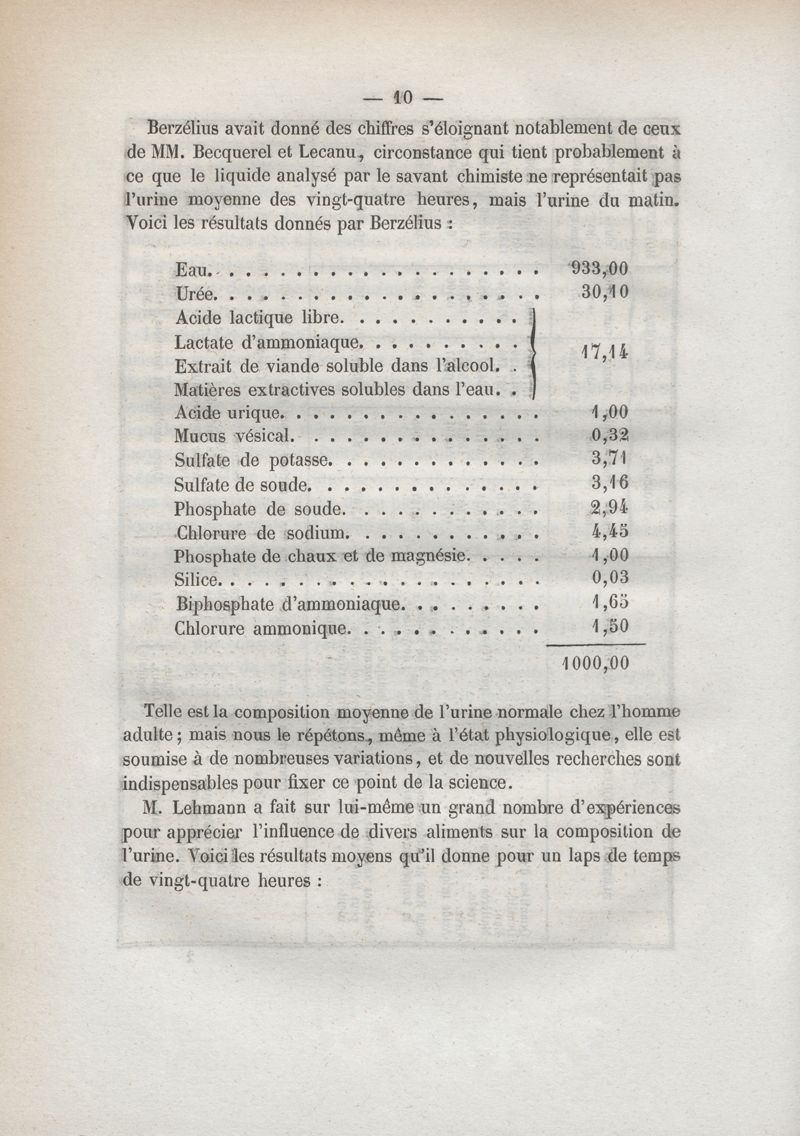 — 10 —
Berzélius avait donné des chiffres s'éloignant notablement de ceux
de MM. Becquerel et Lecanu, circonstance qui tient probablement à
ce que le liquide analysé par le savant chimiste ne représentait pas
l'urine moyenne des vingt-quatre heures, mais l'urine du matin.
Voici les résultats donnés par Berzélius :
Eau. . . . . . . . . . . . . . . . . . . . 933,00
Urée. . . . . . . . . . . . . . . . . . . . 30,10
Acide lactique libre. . . . . . . . . . .
Lactate d'ammoniaque. . . . . . . . . .
17,14
Extrait de viande soluble dans l'alcool. .
Matières extractives solubles dans l'eau. .
Acide urique. . . . . . . . . . . . . . . . 1,00
Mucus vésical. . . . . . . . . . . . . . . 0,32
Sulfate de potasse. . . . . . . . . . . . . 3,71
Sulfate de soude. . . . . . . . . . . . . . 3,16
Phosphate de soude. . . . . . . . . . . . 2,94
Chlorure de sodium. . . . . . . . . . . . 4,45
Phosphate de chaux et de magnésie. . . . . 1,00
Silice. . . . . . . . . . . . . . . . . . . . 0,03
Biphosphate d'ammoniaque. . . . . . . . . 1,65
Chlorure ammonique. . . . . . . . . . . . 1,50
1000,00
Telle est la composition moyenne de l'urine normale chez l'homme
adulte ; mais nous le répétons, même à l'état physiologique, elle est
soumise à de nombreuses variations, et de nouvelles recherches sont
indispensables pour fixer ce point de la science.
M. Lehmann a fait sur lui-même un grand nombre d'expériences
pour apprécier l'influence de divers aliments sur la composition de
l'urine. Voici les résultats moyens qu'il donne pour un laps de temps
de vingt-quatre heures :